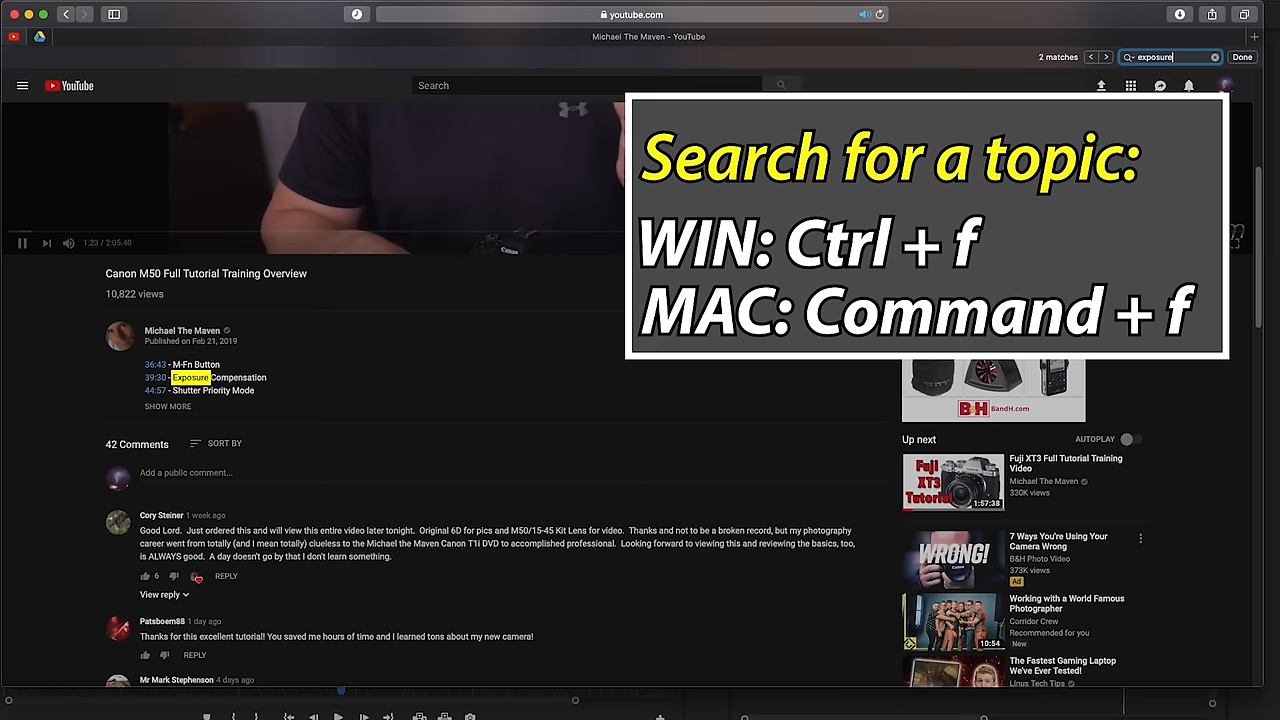 youtube.com
Michael The Maven - YouTube
2 matches
exposure
Done
YouTube
Search
Search for a topic:
WIN: Ctrl + f
MAC: Command + f
1:23 / 2:05:40
Canon M50 Full Tutorial Training Overview
10,822 views
Michael The Maven
Published on Feb 21, 2019
36:43 - M-Fn Button
39:30 - Exposure Compensation
44:57 - Shutter Priority Mode
SHOW MORE
42 Comments
SORT BY
Add a public comment...
Cory Steiner 1 week ago
Good Lord. Just ordered this and will view this entire video later tonight. Original 6D for pics and M50/15-45 Kit Lens for video. Thanks and not to be a broken record, but my photography
career went from totally (and I mean totally) clueless to the Michael the Maven Canon T1i DVD to accomplished professional. Looking forward to viewing this and reviewing the basics, too,
is ALWAYS good. A day doesn't go by that I don't learn something.
6
REPLY
View reply
Patsboem88 1 day ago
Thanks for this excellent tutorial! You saved me hours of time and I learned tons about my new camera!
REPLY
Mr Mark Stephenson 4 days ago
B&H BandH.com
Up next
AUTOPLAY
Fuji
XT3
Tutorial
1:57:38
Fuji XT3 Full Tutorial Training
Video
Michael The Maven
330K views
WRONG!
Canon
7 Ways You're Using Your
Camera Wrong
B&H Photo Video
373K views
Ad
10:54
Working with a World Famous
Photographer
Corridor Crew
Recommended for you
New
The Fastest Gaming Laptop
We've Ever Tested!
Linus Tech Tips